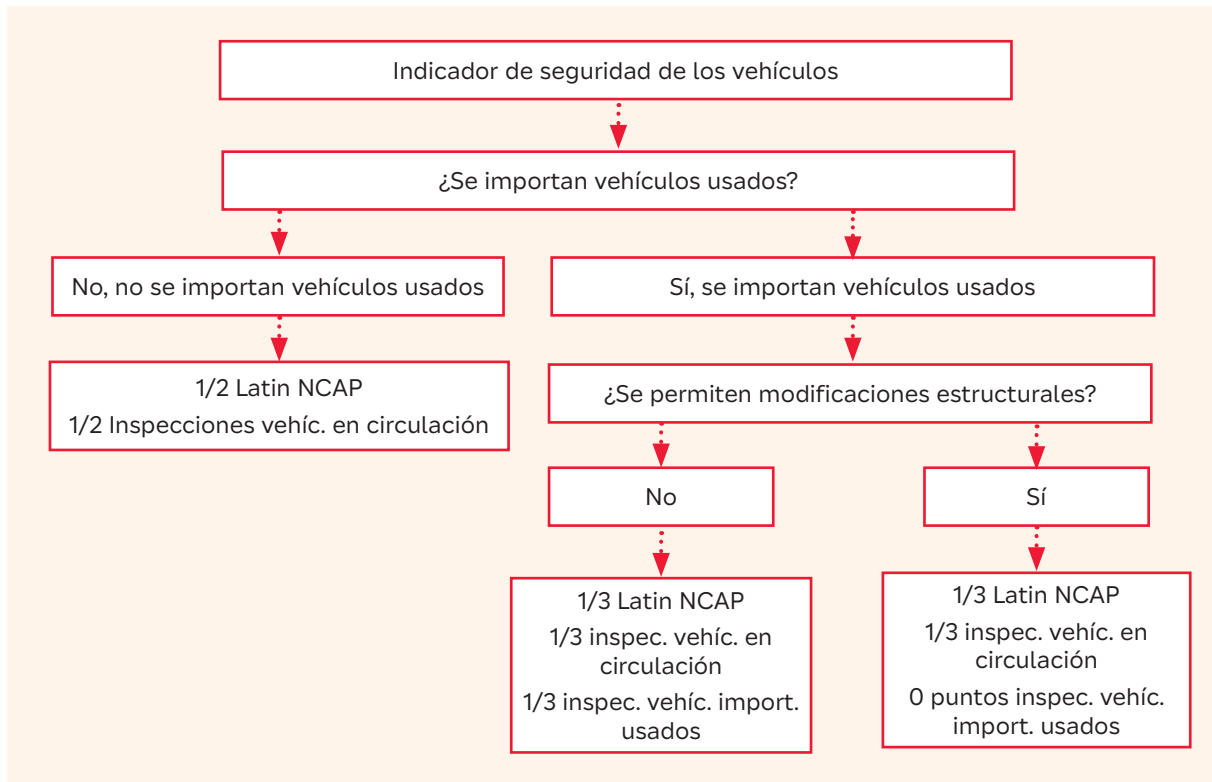 Indicador de seguridad de los vehículos
¿Se importan vehículos usados?
No, no se importan vehículos usados
Sí, se importan vehículos usados
1/2 Latin NCAP
1/2 Inspecciones vehíc. en circulación
¿Se permiten modificaciones estructurales?
No
Sí
1/3 Latin NCAP
1/3 inspec. vehíc. en
circulación
1/3 inspec. vehíc. import.
usados
1/3 Latin NCAP
1/3 inspec. vehíc. en
circulación
0 puntos inspec. vehíc.
import. usados